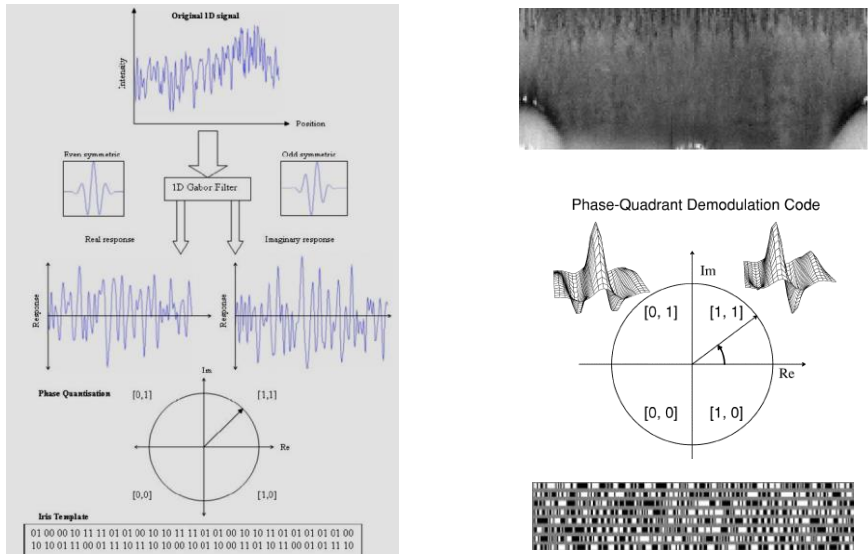 Original 1D signal
Intensity
Position
Even symmetric
Odd symmetric
1D Gabor Filter
Real response
Imaginary response
Response
Response
Im
Phase Quantisation
[0,1]
[1,1]
Re
[0,0]
[1,0]
Iris Template
01 00 00 10 11 11 01 01 00 10 10 11 11 01 00 10 10 11 10 11 01 01 01 01 01 00
10 10 01 11 00 01 11 10 11 10 10 00 10 01 00 10 00 11 01 10 11 00 01 01 11 10
Phase-Quadrant Demodulation Code
Im
[0, 1]
[1, 1]
Re
[0, 0]
[1, 0]